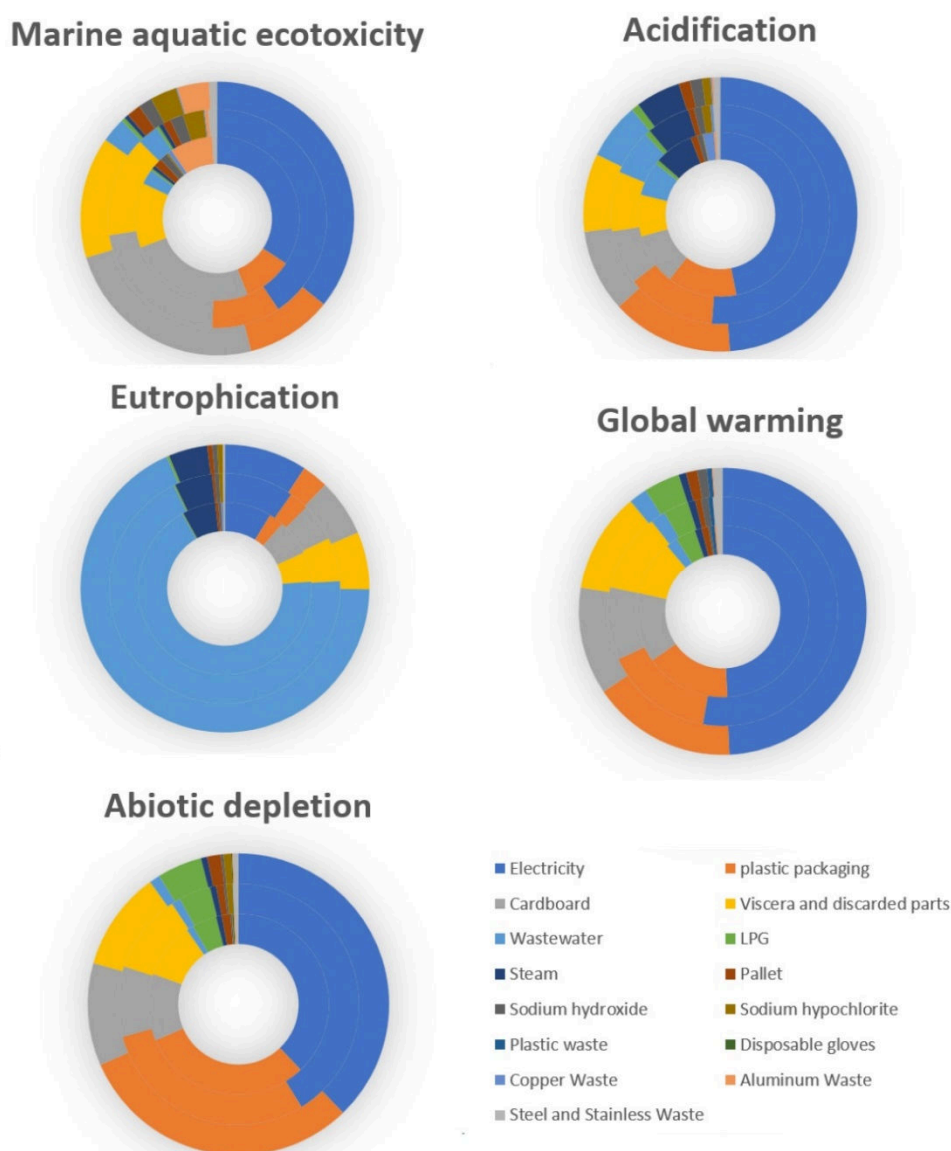 Marine aquatic ecotoxicity
Acidification
Eutrophication
Global warming
Abiotic depletion
Electricity
plastic packaging
Cardboard
Viscera and discarded parts
Wastewater
LPG
Steam
Pallet
Sodium hydroxide
Sodium hypochlorite
Plastic waste
Disposable gloves
Copper Waste
Aluminum Waste
Steel and Stainless Waste